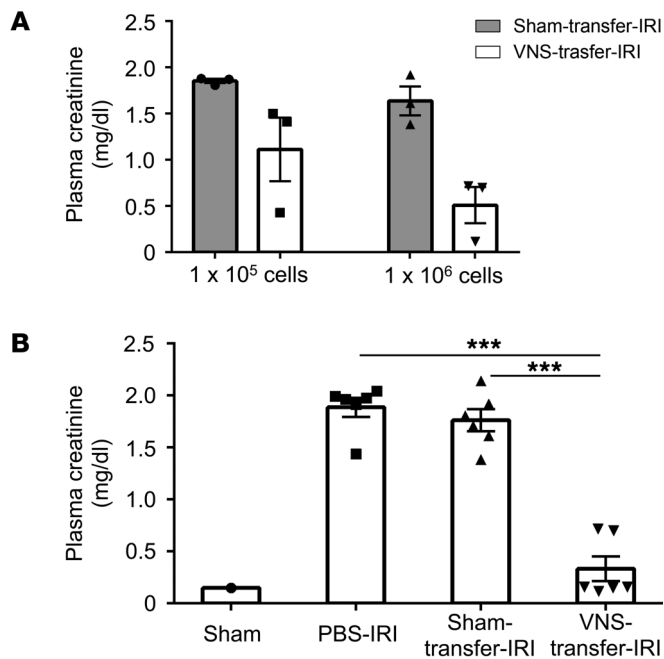 A
Sham-transfer-IRI
VNS-trasfer-IRI
Plasma creatinine
(mg/dl)
2.5
2.0
1.5
1.0
0.5
0
1 x 10⁵ cells
1 x 10⁶ cells
B
Plasma creatinine
(mg/dl)
2.5
2.0
1.5
1.0
0.5
0
***
***
Sham
PBS-IRI
Sham-
transfer-IRI
VNS-
transfer-IRI